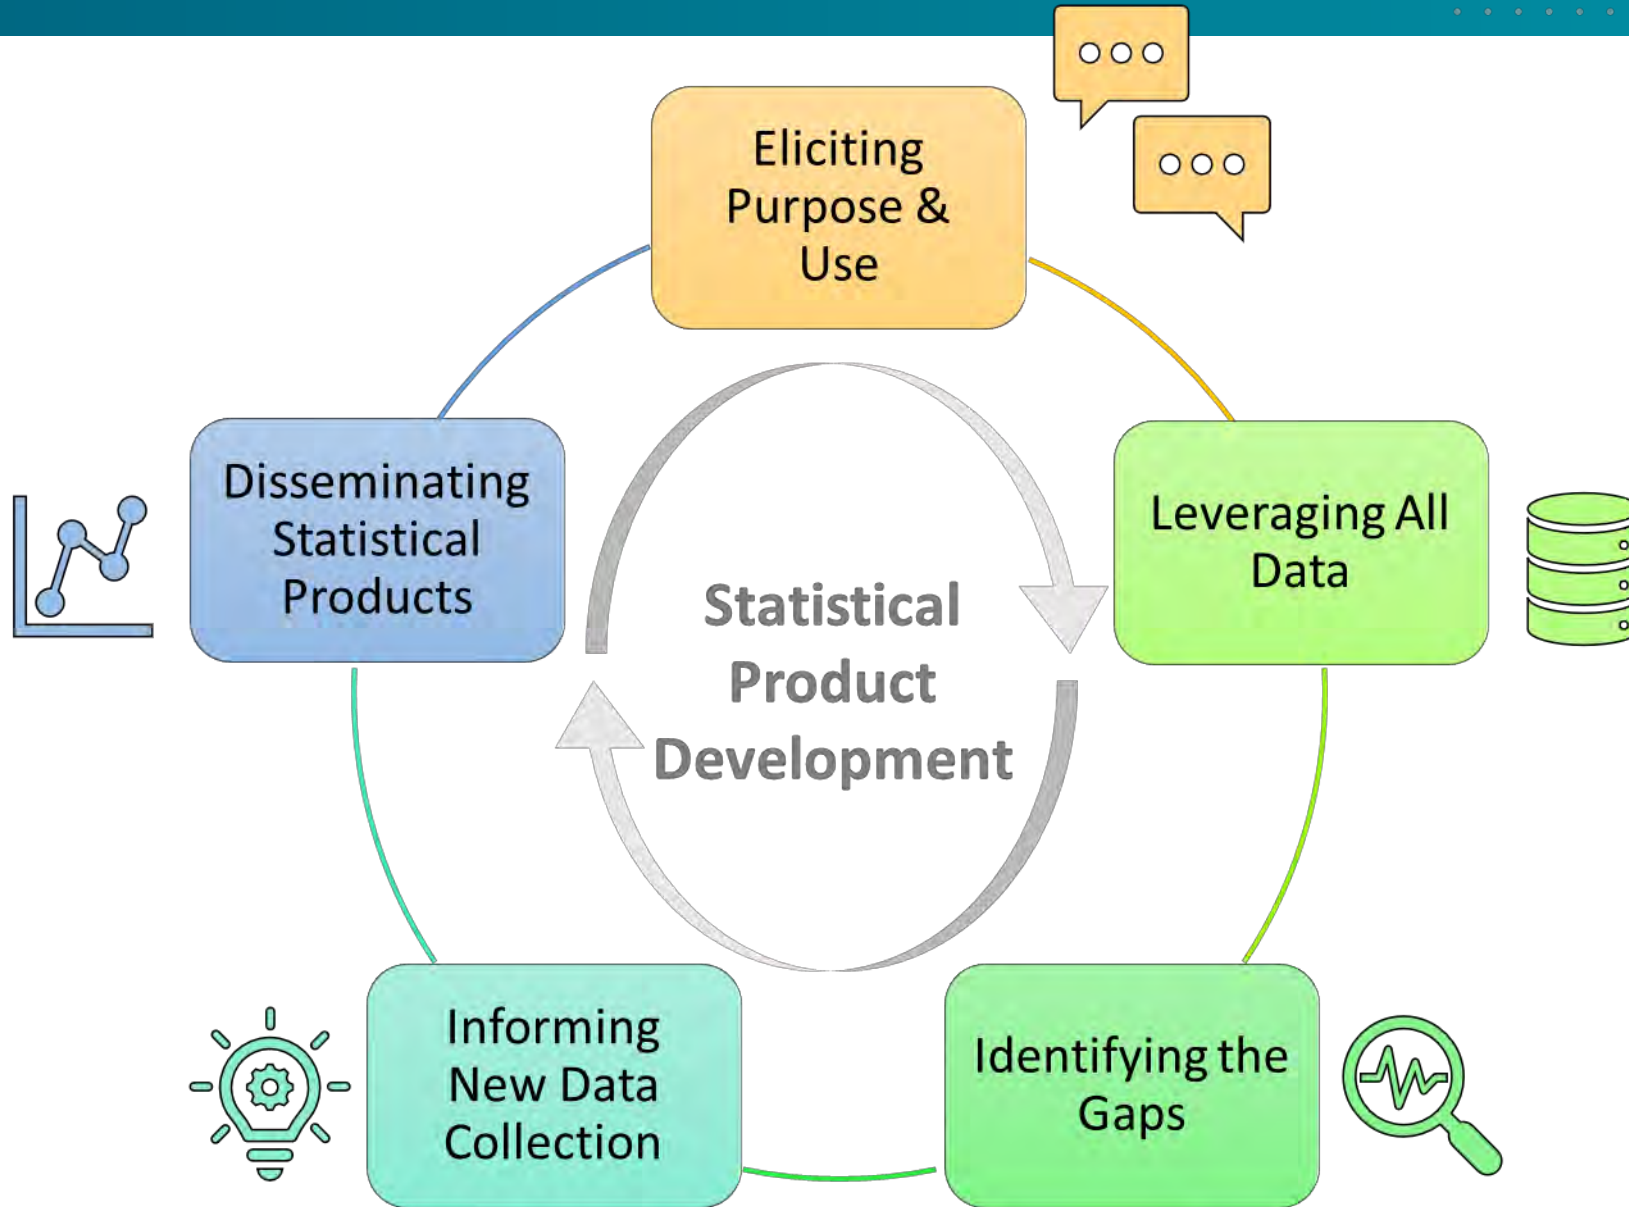 Eliciting
Purpose &
Use
Leveraging All
Data
Identifying the
Gaps
Informing
New Data
Collection
Disseminating
Statistical
Products
Statistical
Product
Development